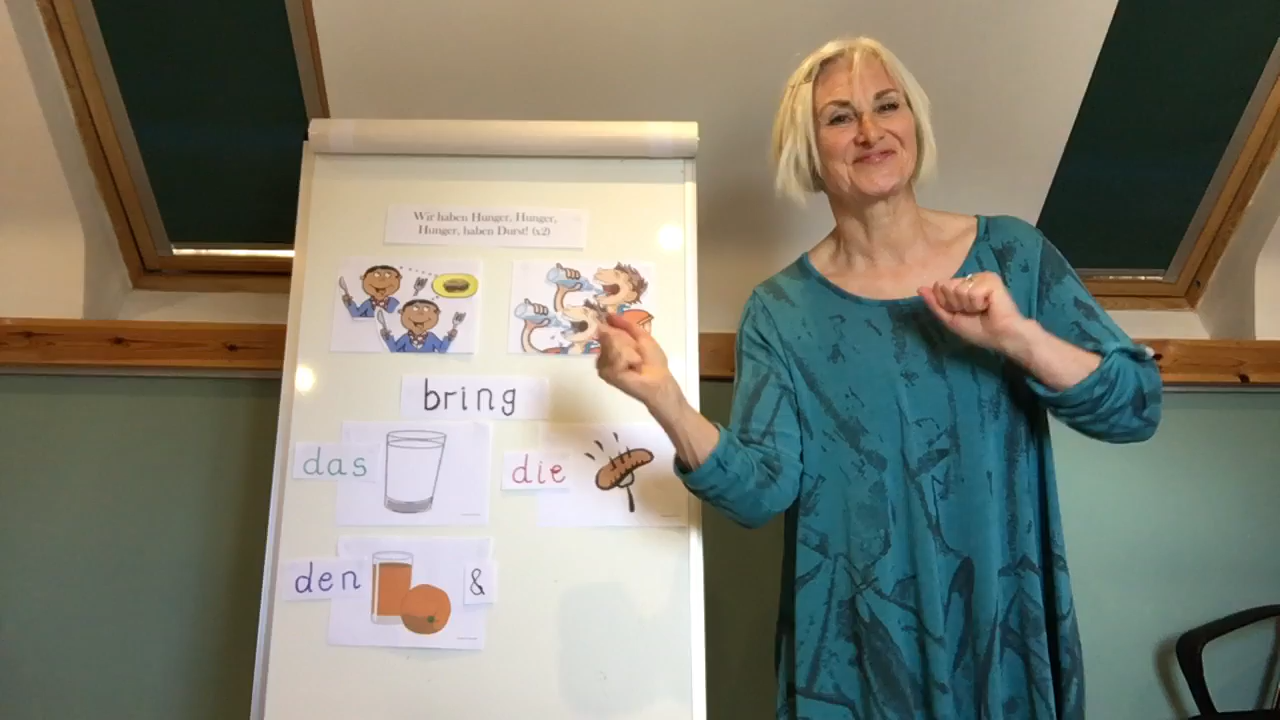 Wir haben Hunger, Hunger,
Hunger, haben Durst! (x2)
bring
das
die
den
&